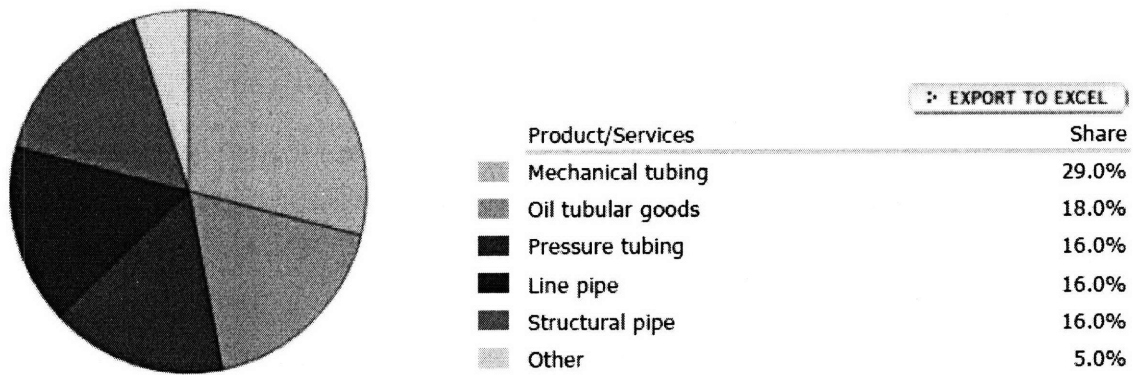 EXPORT TO EXCEL
Product/Services Share
Mechanical tubing 29.0%
Oil tubular goods 18.0%
Pressure tubing 16.0%
Line pipe 16.0%
Structural pipe 16.0%
Other 5.0%